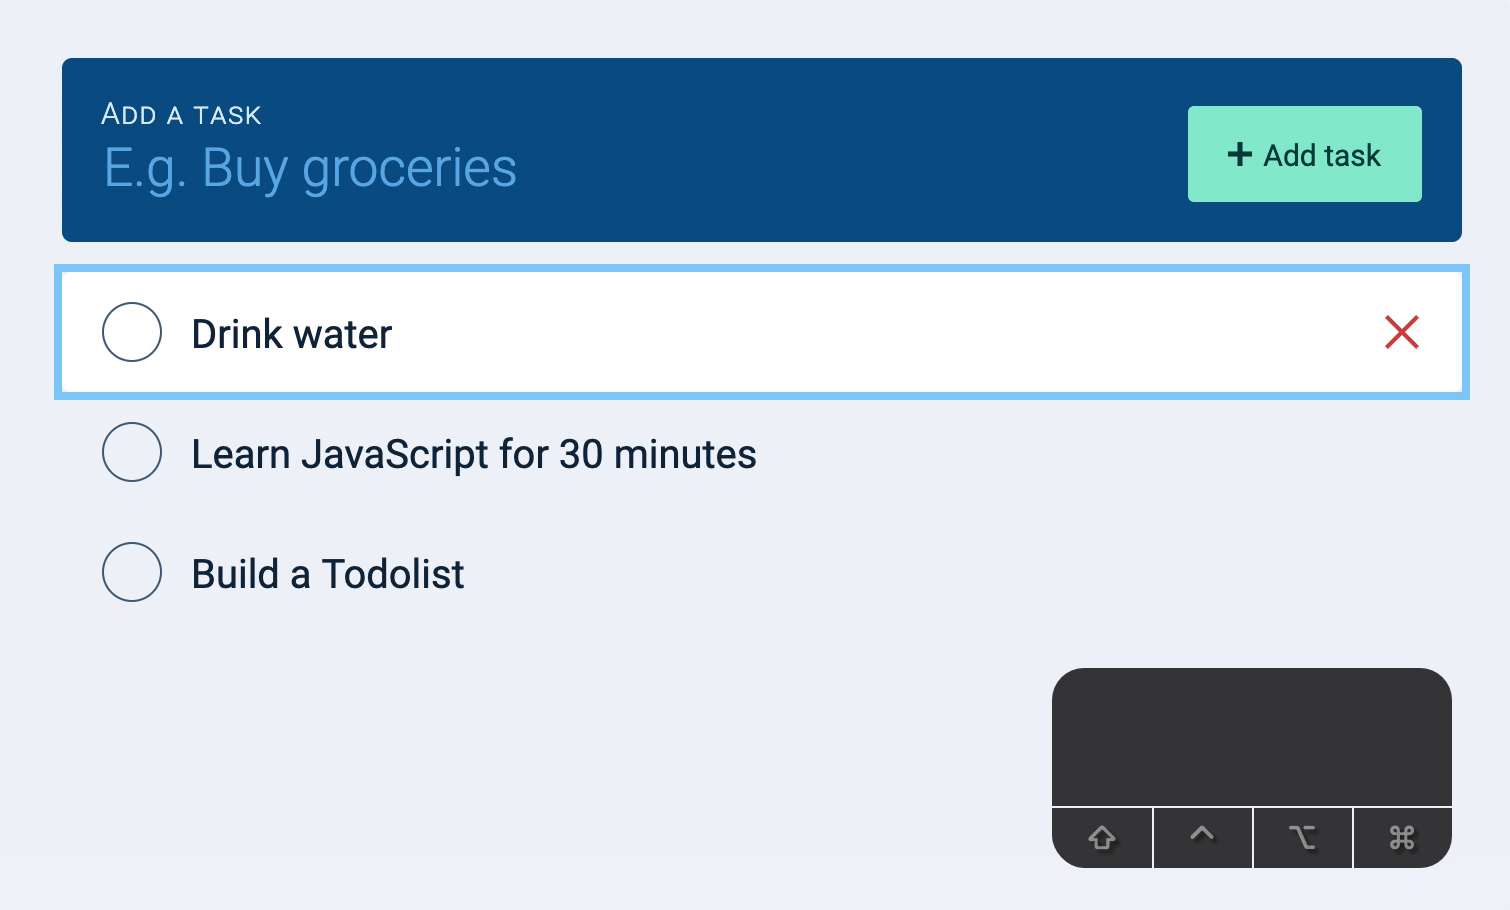 ADD A TASK
E.g. Buy groceries
+ Add task
Drink water
Learn JavaScript for 30 minutes
Build a Todolist
⇧ ^ ⌥ ⌘